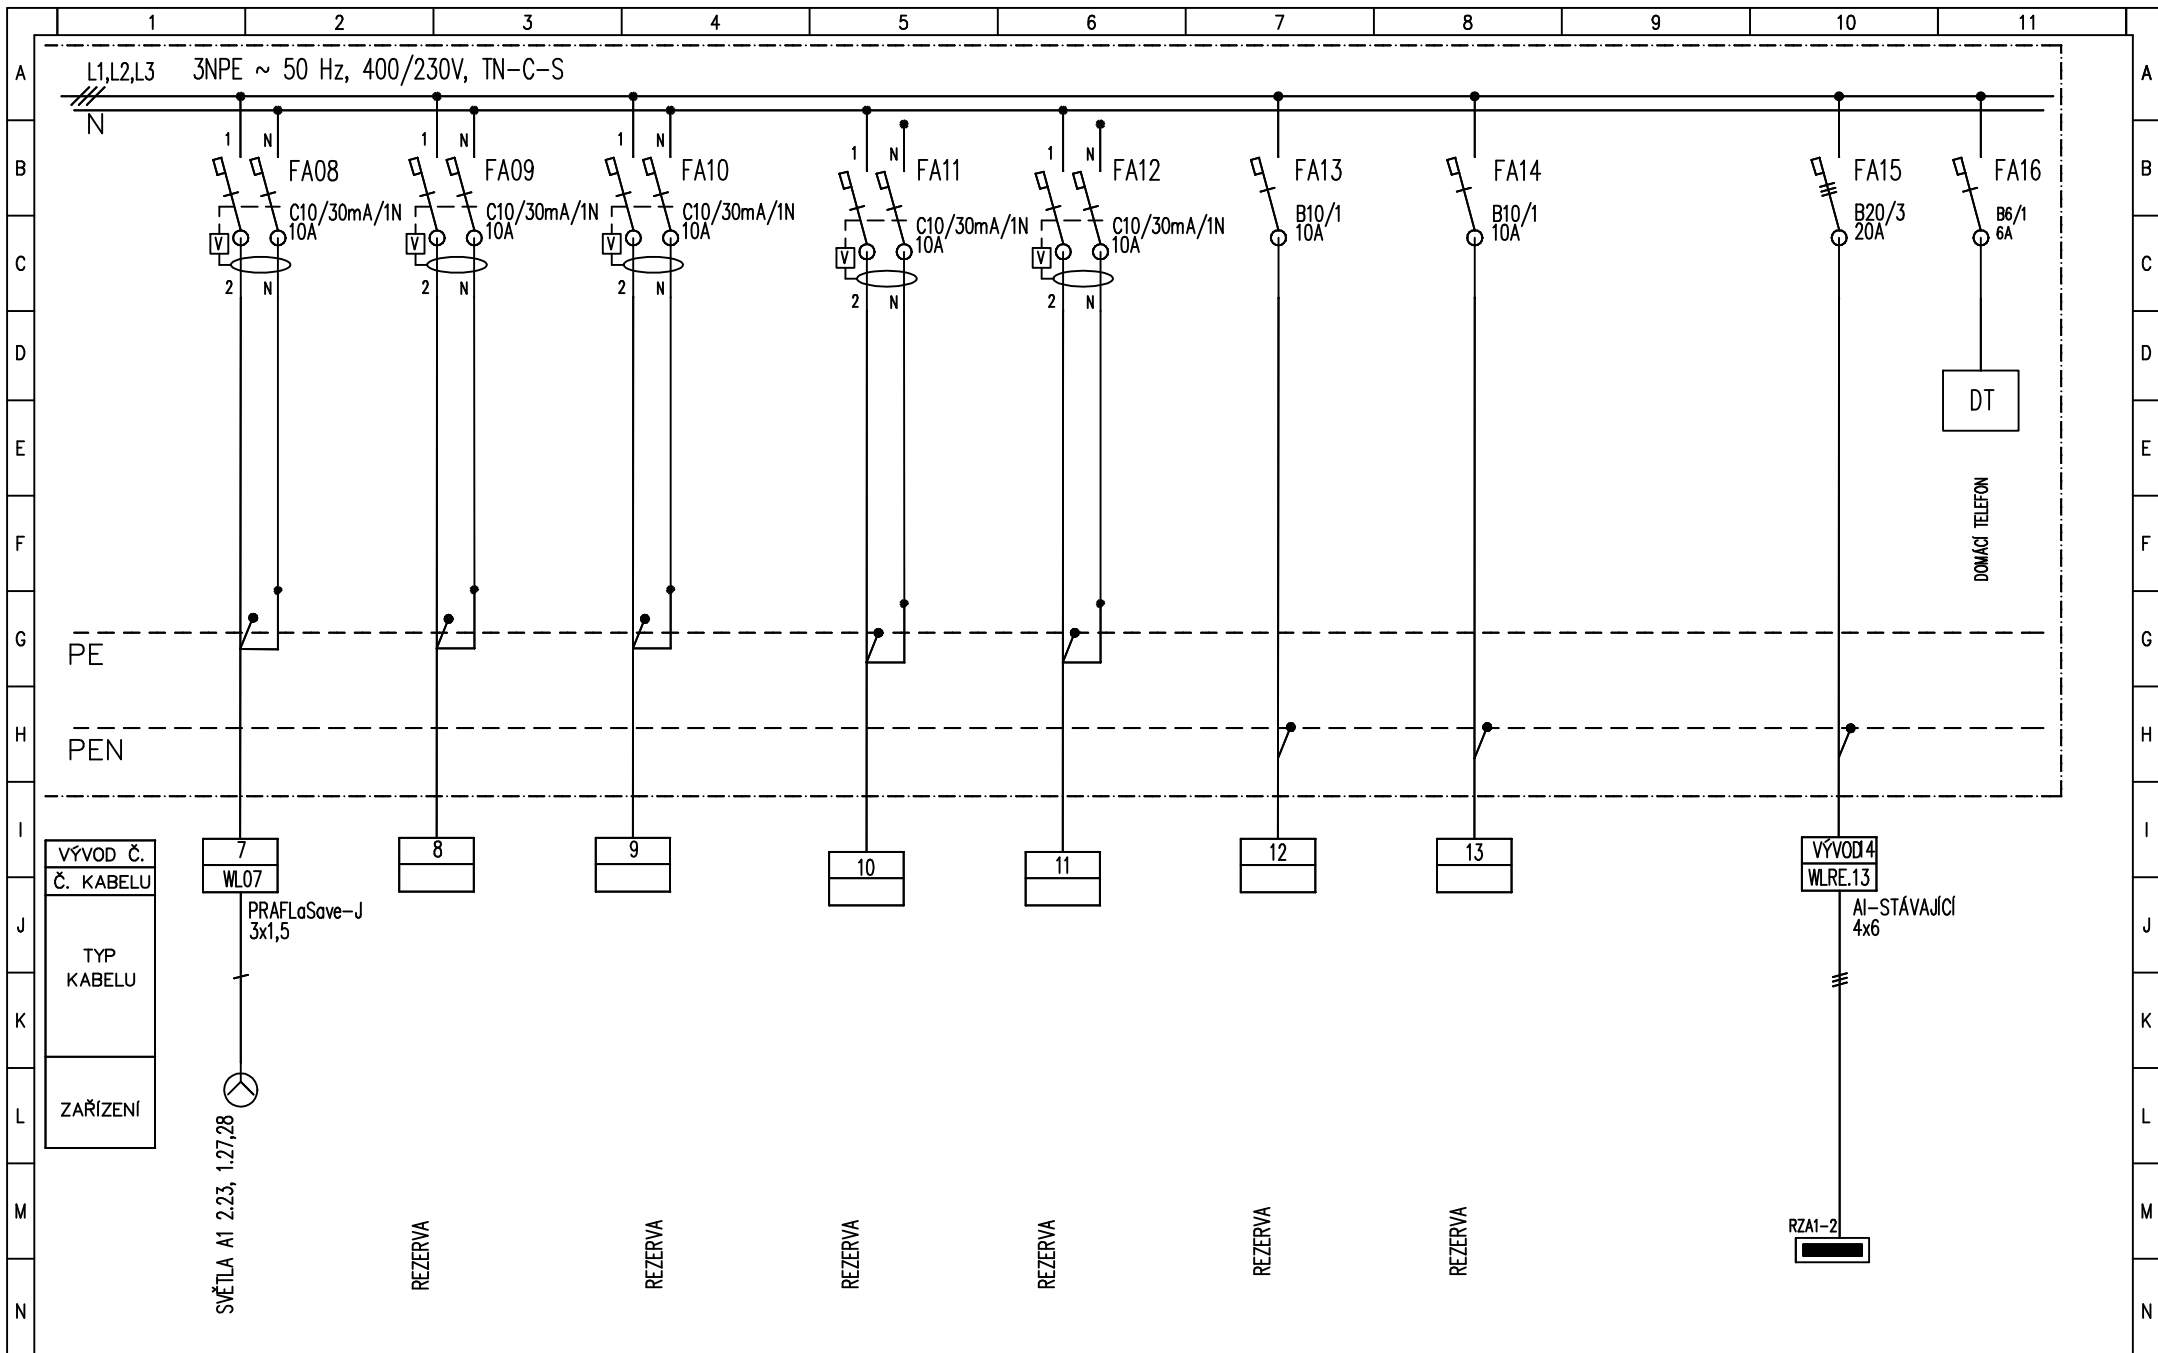 1 2 3 4 5 6 7 8 9 10 11
A L1,L2,L3 3NPE ~ 50 Hz, 400/230V, TN-C-S A
N
1 N 1 N 1 N 1 N 1 N
B FA08 FA09 FA10 FA11 FA12 FA13 FA14 FA15 FA16 B
C10/30mA/1N C10/30mA/1N C10/30mA/1N C10/30mA/1N C10/30mA/1N B10/1 B10/1 B20/3 B6/1
10A 10A 10A 10A 10A 10A 10A 20A 6A
V V V V V
C C
2 N 2 N 2 N 2 N 2 N
D D
DT
E E
DOMÁCÍ TELEFON
F F
G G
PE
H H
PEN
I I
VÝVOD Č. 7 8 9 10 11 12 13 VÝVOD14
Č. KABELU WL07 WLRE.13
J PRAFLaSave-J AI-STÁVAJÍCÍ J
3x1,5 4x6
TYP
KABELU
K K
ZAŘÍZENÍ
L L
SVĚTLA A1 2.23, 1.27,28
M M
REZERVA REZERVA REZERVA REZERVA REZERVA REZERVA
RZA1-2
N N